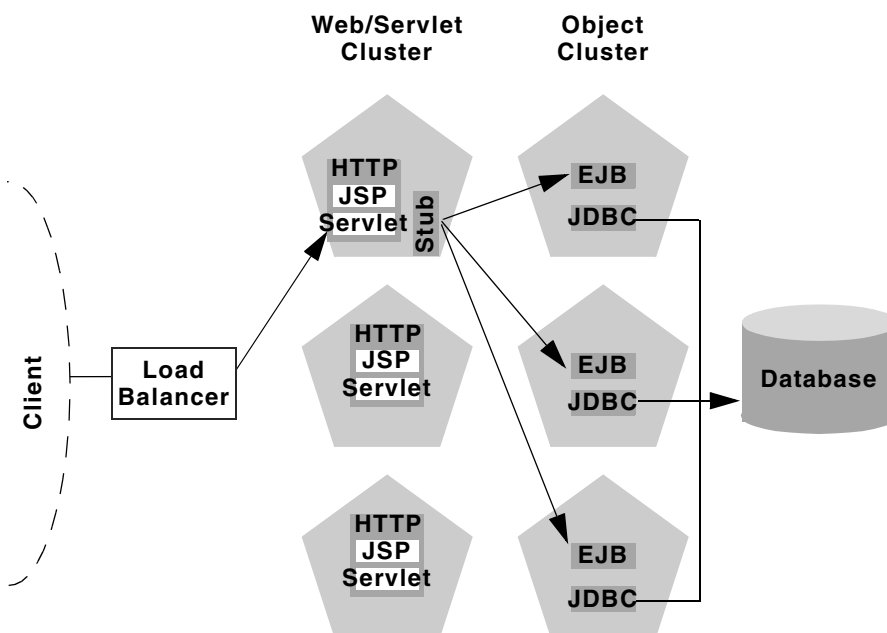 Web/Servlet
Cluster
Object
Cluster
HTTP
JSP
Servlet
Stub
EJB
JDBC
Client
Load
Balancer
HTTP
JSP
Servlet
EJB
JDBC
Database
HTTP
JSP
Servlet
EJB
JDBC